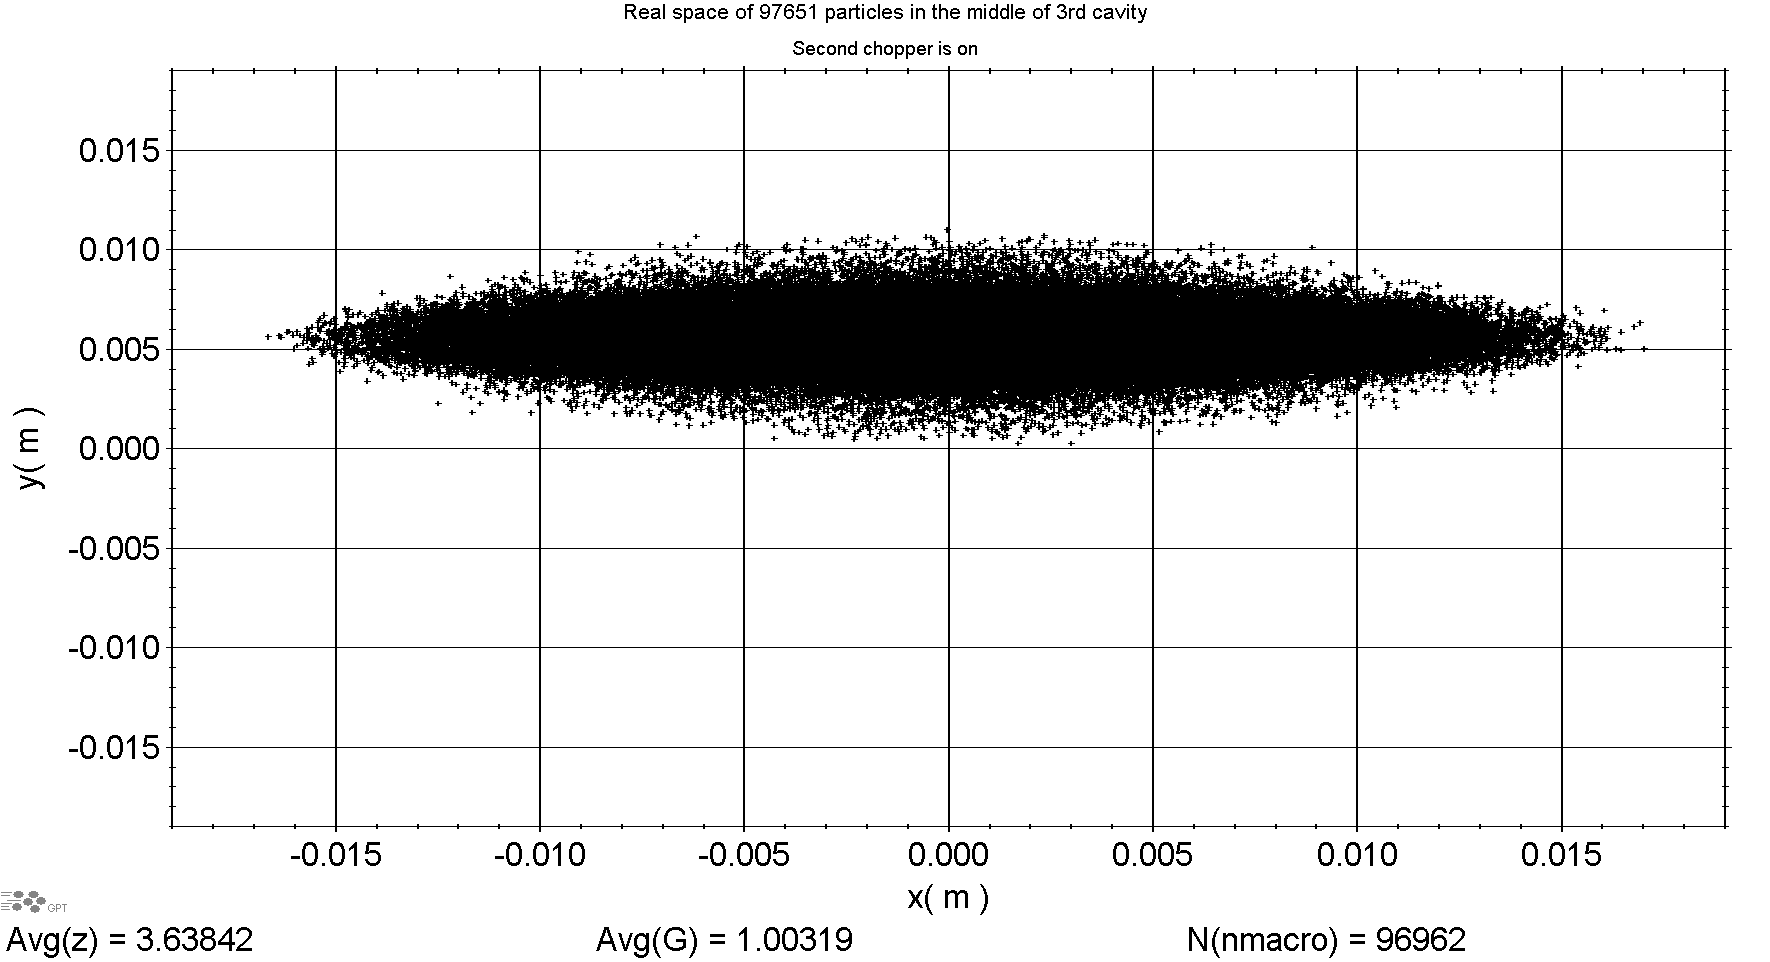 Real space of 97651 particles in the middle of 3rd cavity
Second chopper is on
0.015
0.010
0.005
0.000
-0.005
-0.010
-0.015
y( m )
-0.015 -0.010 -0.005 0.000 0.005 0.010 0.015
x( m )
GPT
Avg(z) = 3.63842 Avg(G) = 1.00319 N(nmacro) = 96962